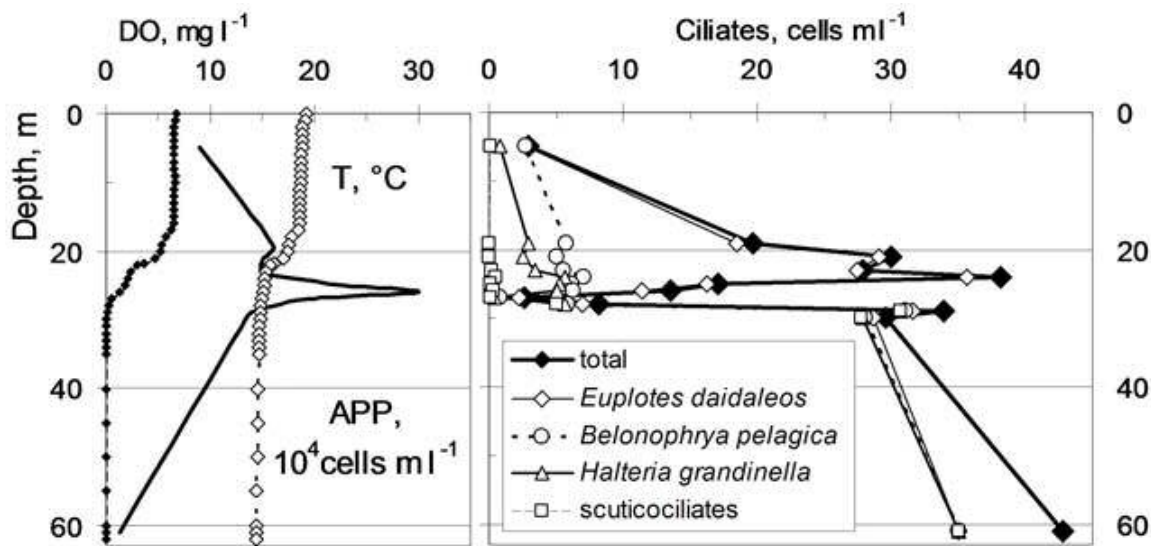 DO, mg l⁻¹
0 10 20 30
Ciliates, cells ml⁻¹
0 10 20 30 40
Depth, m
0
20
40
60
T, °C
APP,
10⁴cells ml⁻¹
total
Euplotes daidaleos
Belonophrya pelagica
Halteria grandinella
scuticociliates
0
20
40
60